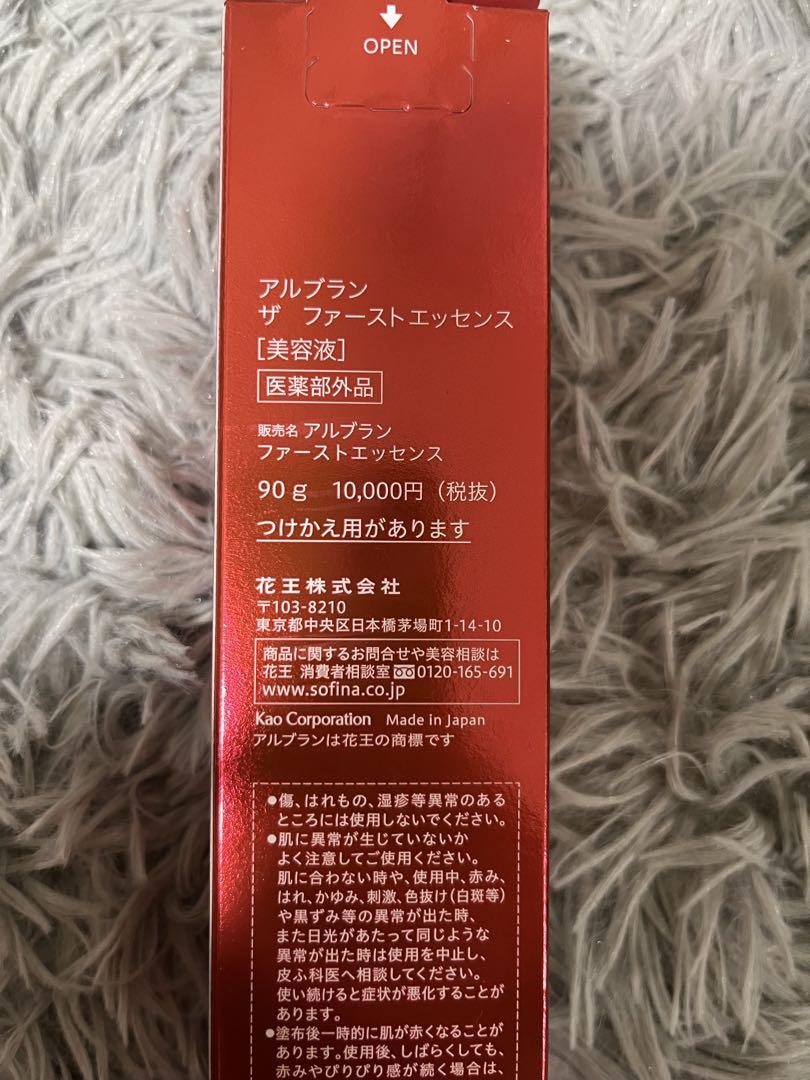 OPEN
アルブラン
ザ ファーストエッセンス
[美容液]
医薬部外品
販売名 アルブラン
ファーストエッセンス
90g 10,000円(税抜)
つけかえ用があります
花王株式会社
〒103-8210
東京都中央区日本橋茅場町1-14-10
商品に関するお問合せや美容相談は
花王 消費者相談室 0120-165-691
www.sofina.co.jp
Kao Corporation Made in Japan
アルブランは花王の商標です
●傷、はれもの、湿疹等異常のある
ところには使用しないでください。
●肌に異常が生じていないか
よく注意してご使用ください。
肌に合わない時や、使用中、赤み、
はれ、かゆみ、刺激、色抜け(白斑等)
や黒ずみ等の異常が出た時、
また日光があたって同じような
異常が出た時は使用を中止し、
皮ふ科医へ相談してください。
使い続けると症状が悪化することが
あります。
●塗布後一時的に肌が赤くなることが
あります。使用後、しばらくしても、
赤みやぴりぴり感が続く場合は、